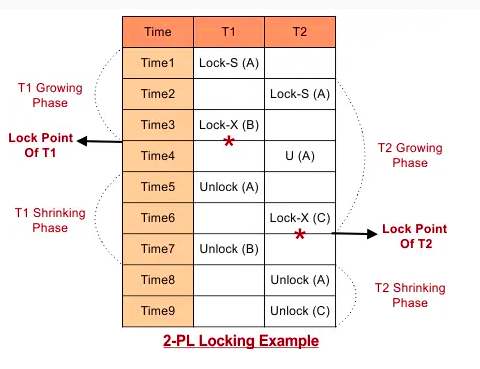 Time T1 T2
Time1 Lock-S (A)
T1 Growing
Phase
Time2 Lock-S (A)
Time3 Lock-X (B)
*
Lock Point
Of T1
Time4 U (A)
T2 Growing
Phase
Time5 Unlock (A)
T1 Shrinking
Phase
Time6 Lock-X (C)
*
Lock Point
Of T2
Time7 Unlock (B)
Time8 Unlock (A)
T2 Shrinking
Phase
Time9 Unlock (C)
2-PL Locking Example